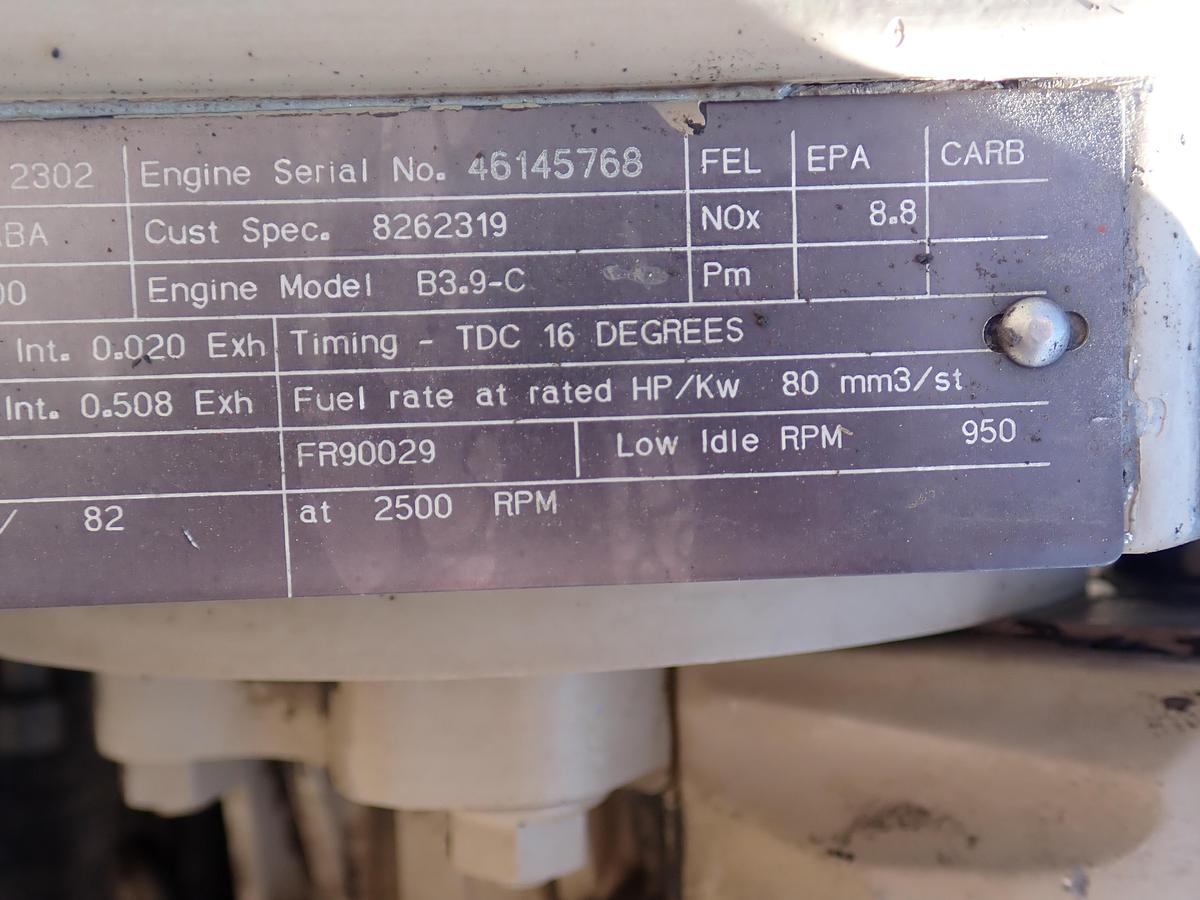 2302 Engine Serial No. 46145768 FEL EPA CARB
BA Cust Spec. 8262319 NOx 8.8
00 Engine Model B3.9-C Pm
Int. 0.020 Exh Timing - TDC 16 DEGREES
Int. 0.508 Exh Fuel rate at rated HP/Kw 80 mm3/st
FR90029 Low Idle RPM 950
/ 82 at 2500 RPM